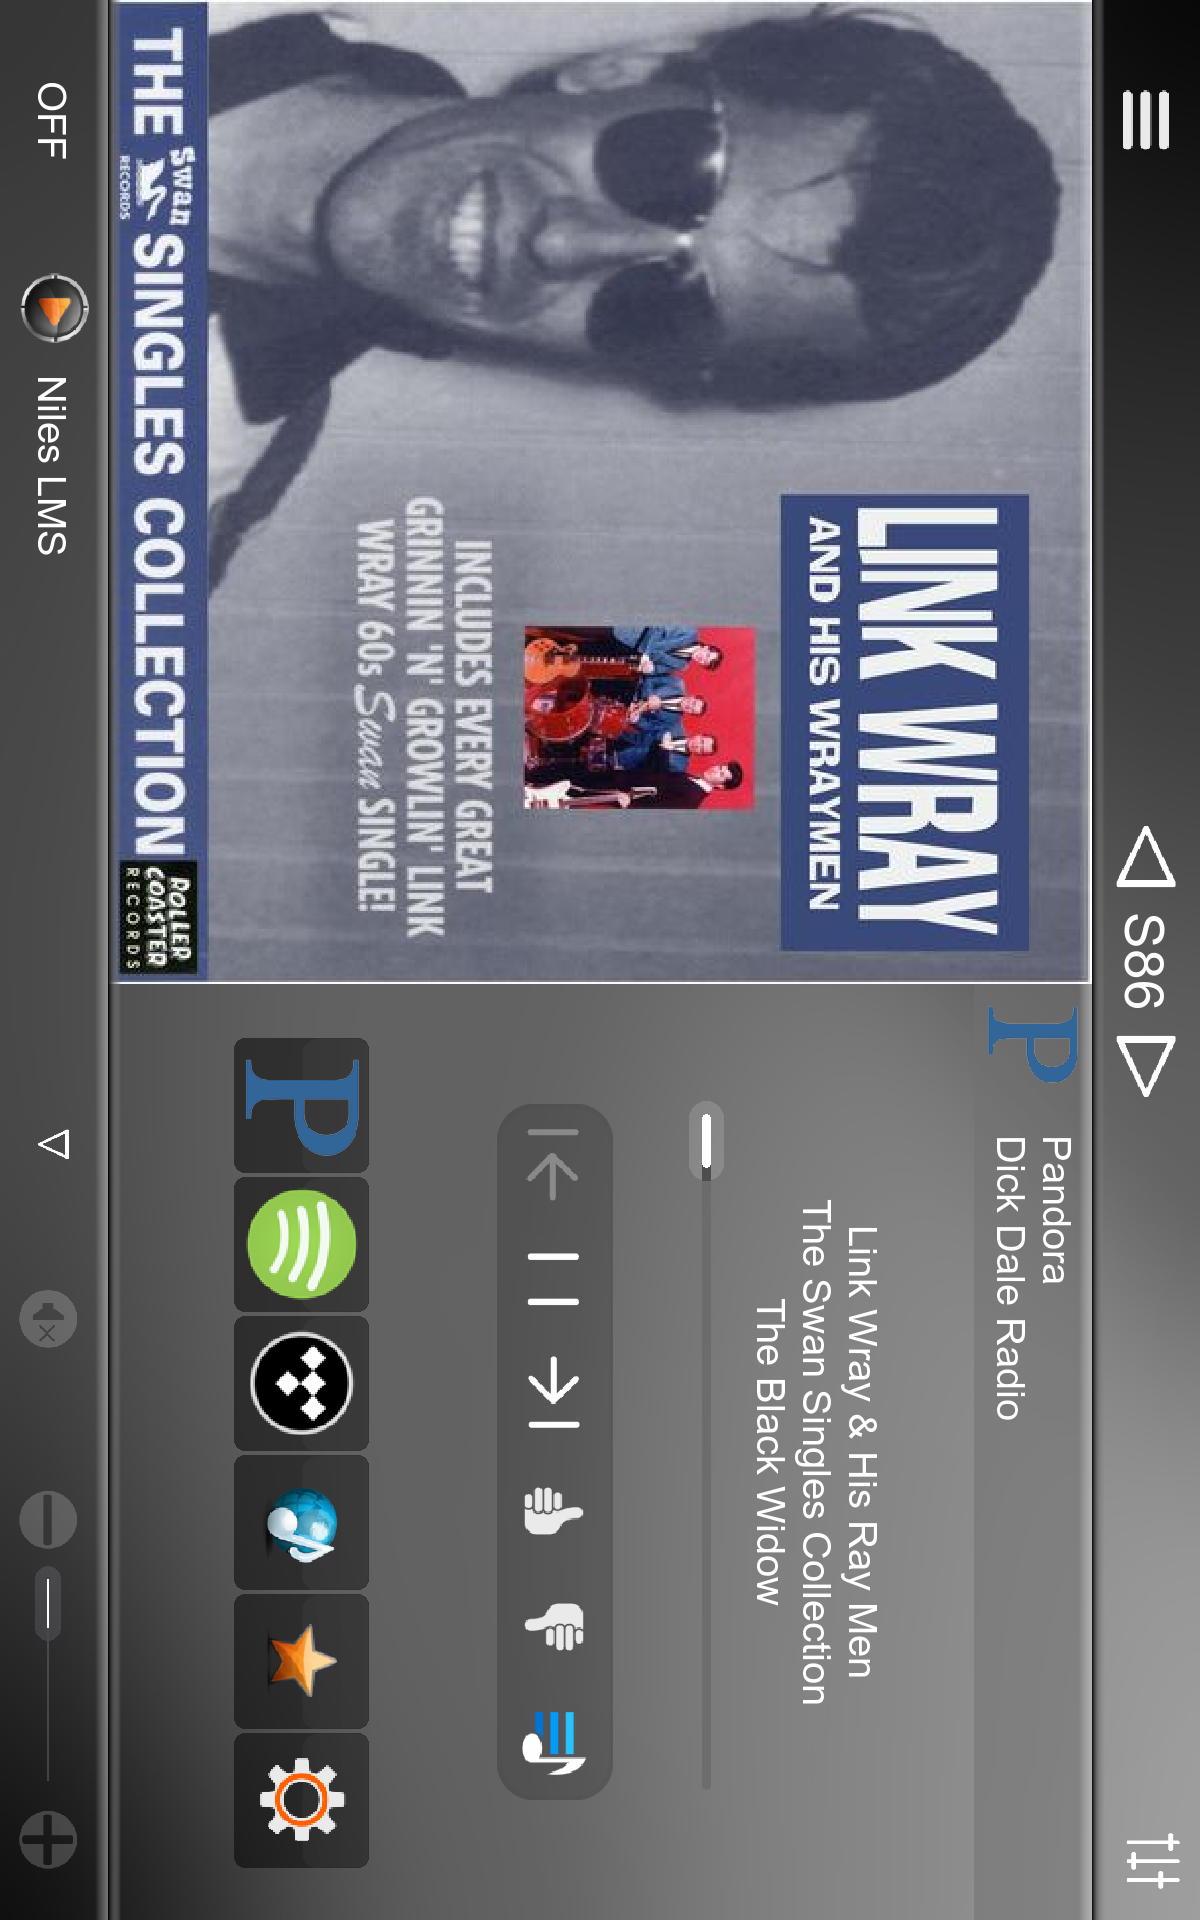 S86
LINK WRAY
AND HIS WRAYMEN
INCLUDES EVERY GREAT
GRINNIN 'N' GROWLIN' LINK
WRAY 60s Swan SINGLE!
THE Swan RECORDS SINGLES COLLECTION
ROLLER
COASTER
RECORDS
P
Pandora
Dick Dale Radio
Link Wray & His Ray Men
The Swan Singles Collection
The Black Widow
P
OFF
Niles LMS